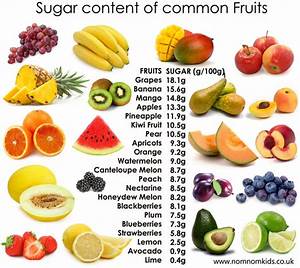 Sugar content of common Fruits
FRUITS SUGAR (g/100g)
Grapes 18.1g
Banana 15.6g
Mango 14.8g
Apples 13.3g
Pineapple 11.9g
Kiwi Fruit 10.5g
Pear 10.5g
Apricots 9.3g
Orange 9.2g
Watermelon 9.0g
Canteloupe Melon 8.7g
Peach 8.7g
Nectarine 8.5g
Honeydew Melon 8.2g
Blackberries 8.1g
Plum 7.5g
Blueberries 7.3g
Strawberries 5.8g
Lemon 2.5g
Avocado 0.9g
Lime 0.4g
www.nomnomkids.co.uk